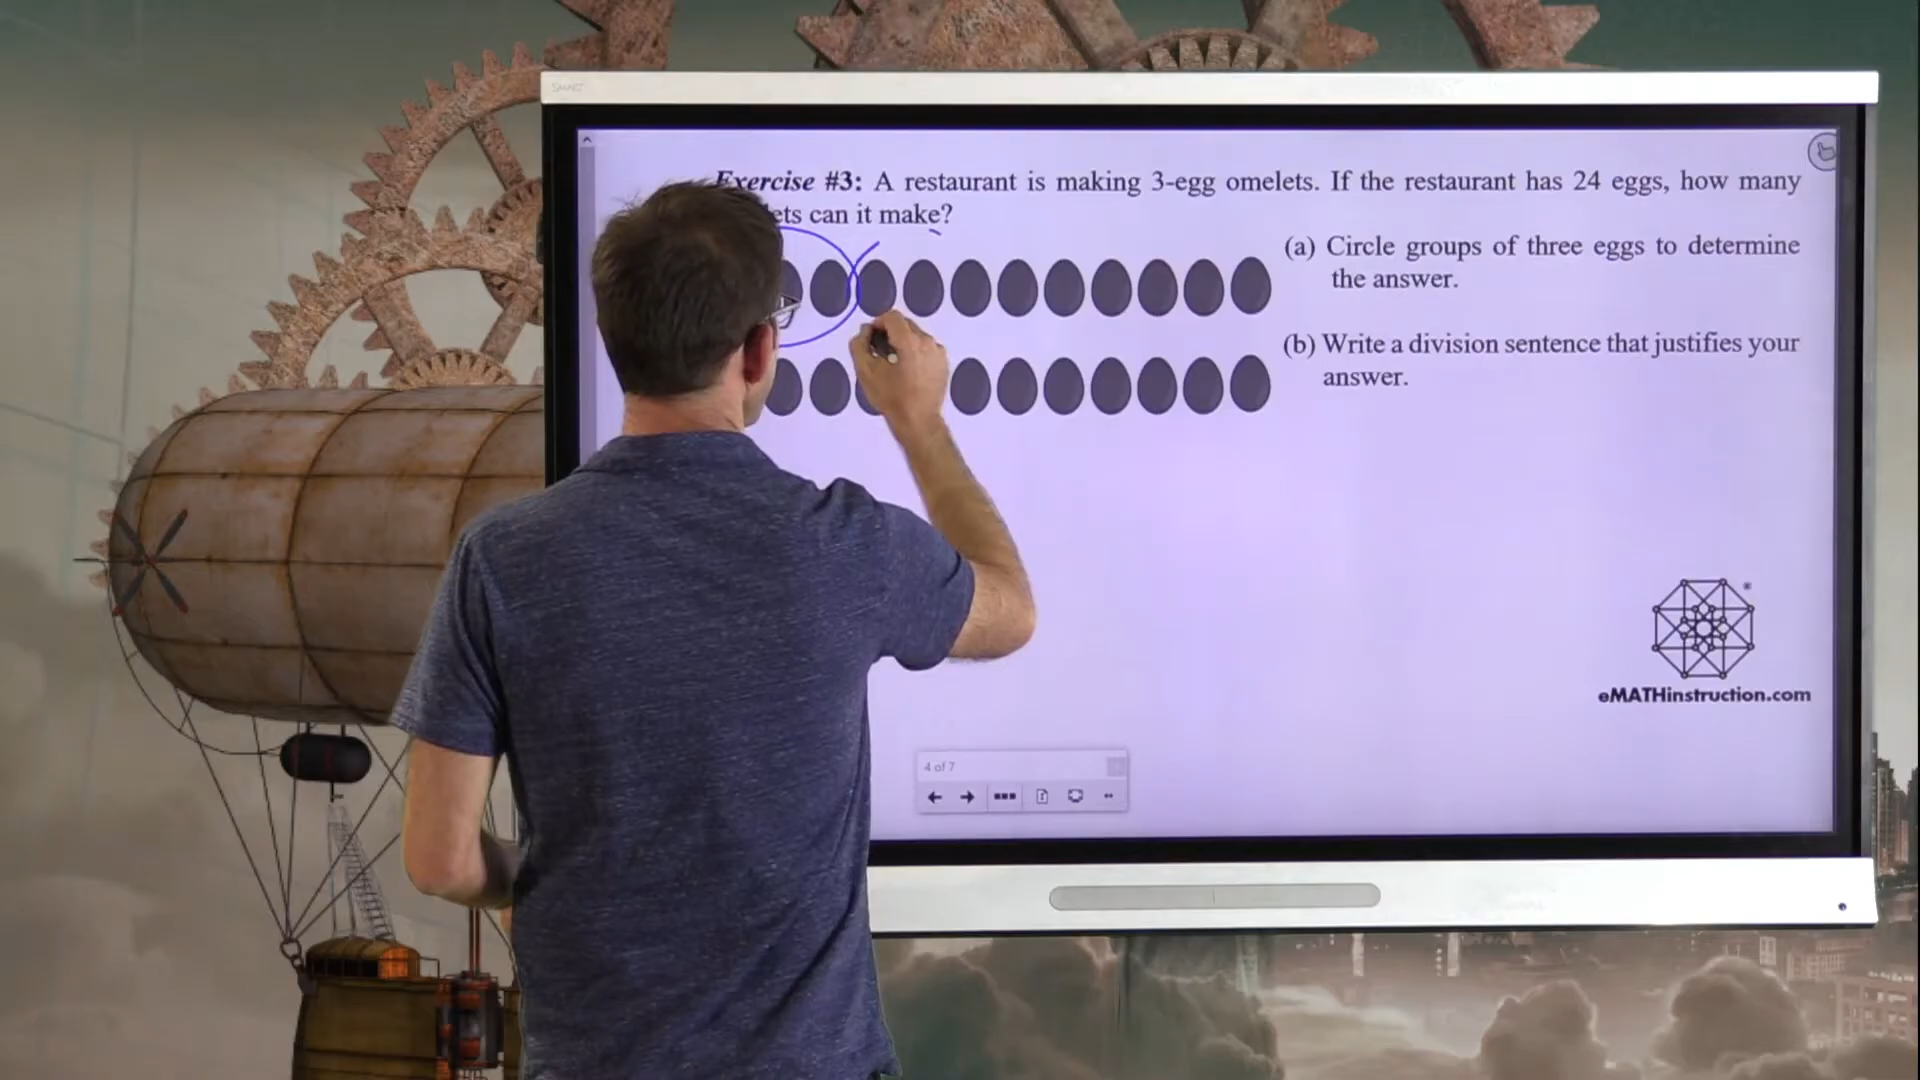 SMART
Exercise #3: A restaurant is making 3-egg omelets. If the restaurant has 24 eggs, how many
ets can it make?
(a) Circle groups of three eggs to determine
the answer.
(b) Write a division sentence that justifies your
answer.
eMATHinstruction.com
4 of 7